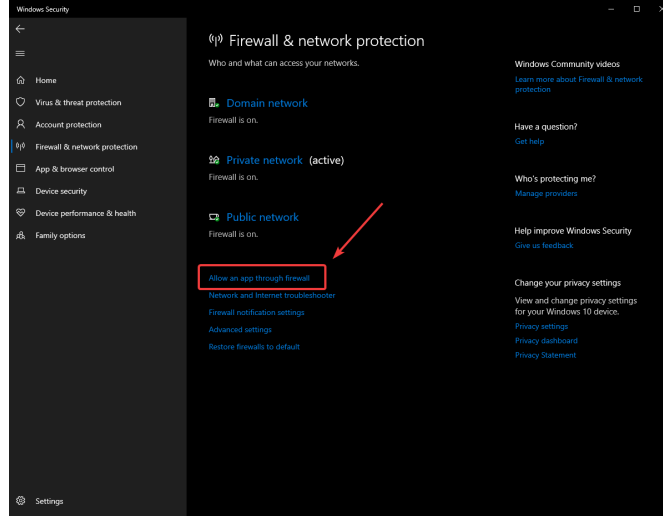 Windows Security
Home
Virus & threat protection
Account protection
Firewall & network protection
App & browser control
Device security
Device performance & health
Family options
Settings
Firewall & network protection
Who and what can access your networks.
Domain network
Firewall is on.
Private network (active)
Firewall is on.
Public network
Firewall is on.
Allow an app through firewall
Network and Internet troubleshooter
Firewall notification settings
Advanced settings
Restore firewalls to default
Windows Community videos
Learn more about Firewall & network
protection
Have a question?
Get help
Who's protecting me?
Manage providers
Help improve Windows Security
Give us feedback
Change your privacy settings
View and change privacy settings
for your Windows 10 device.
Privacy settings
Privacy dashboard
Privacy Statement